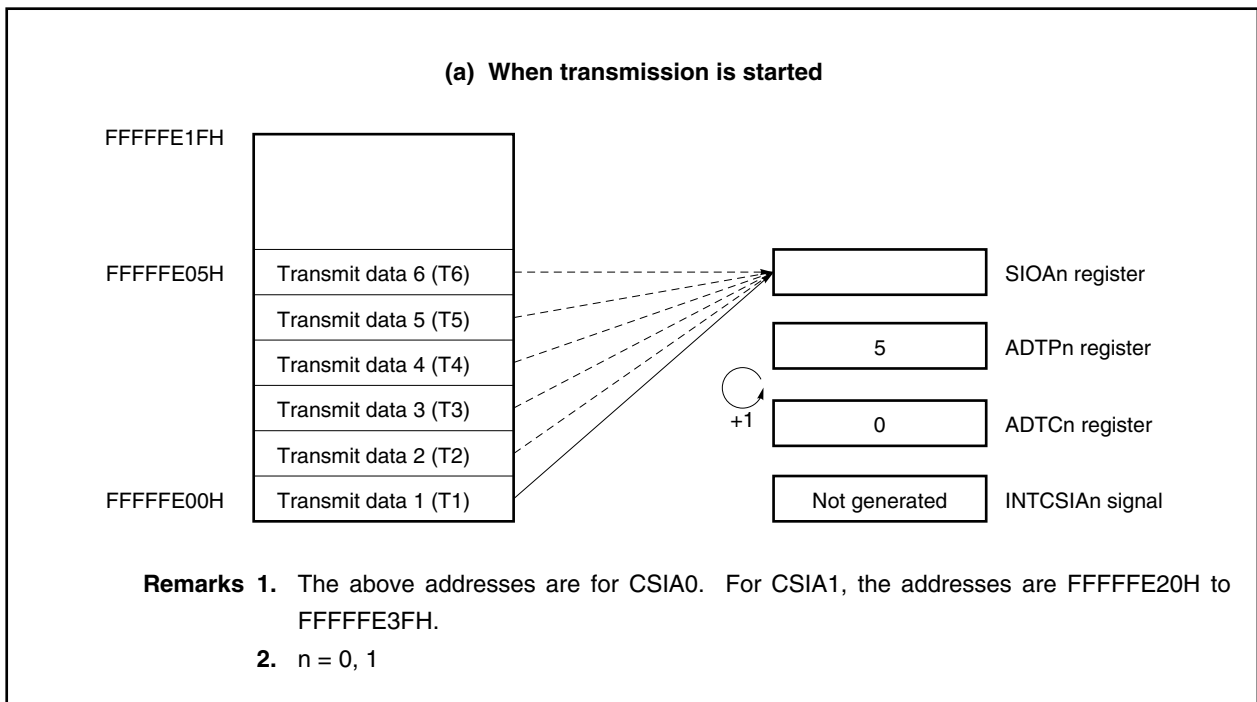 (a) When transmission is started
FFFFFE1FH
FFFFFE05H Transmit data 6 (T6) SIOAn register
Transmit data 5 (T5)
5 ADTPn register
Transmit data 4 (T4)
Transmit data 3 (T3)
+1 0 ADTCn register
Transmit data 2 (T2)
FFFFFE00H Transmit data 1 (T1) Not generated INTCSIAn signal
Remarks 1. The above addresses are for CSIA0. For CSIA1, the addresses are FFFFFE20H to
FFFFFE3FH.
2. n = 0, 1